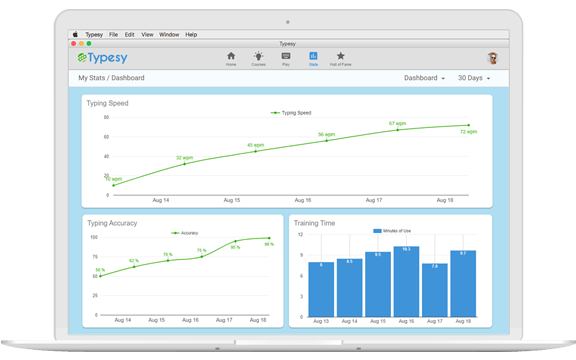 Typesy File Edit View Window Help
Typesy
Typesy
Home Courses Play Stats Hall of Fame
My Stats / Dashboard Dashboard 30 Days
Typing Speed
Typing Speed
80
60
40
20
0
10 wpm 32 wpm 45 wpm 56 wpm 67 wpm 72 wpm
Aug 14 Aug 15 Aug 16 Aug 17 Aug 18
Typing Accuracy
Accuracy
100
75
50
25
0
50 % 62 % 70 % 75 % 95 % 98 %
Aug 14 Aug 15 Aug 16 Aug 17 Aug 18
Training Time
Minutes of Use
12
9
6
3
0
8 8.5 9.5 10.3 7.8 9.7
Aug 13 Aug 14 Aug 15 Aug 16 Aug 17 Aug 18